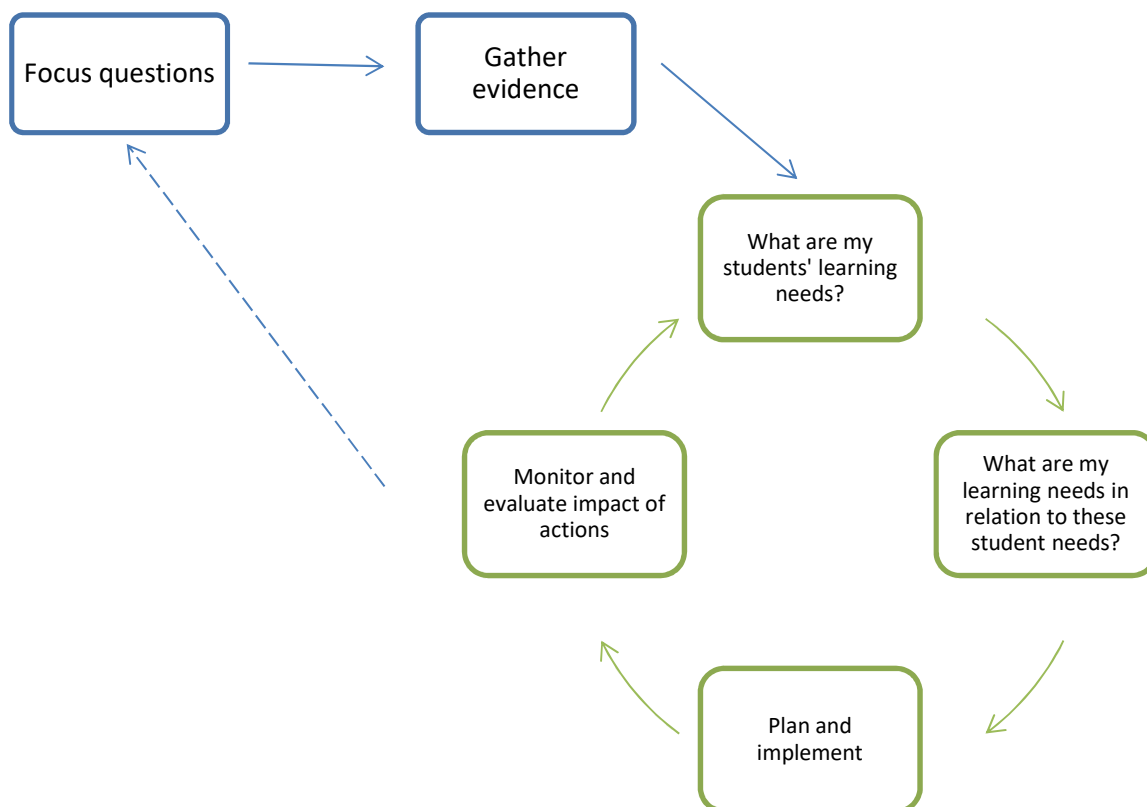 Focus questions
Gather
evidence
What are my
students' learning
needs?
What are my
learning needs in
relation to these
student needs?
Plan and
implement
Monitor and
evaluate impact of
actions